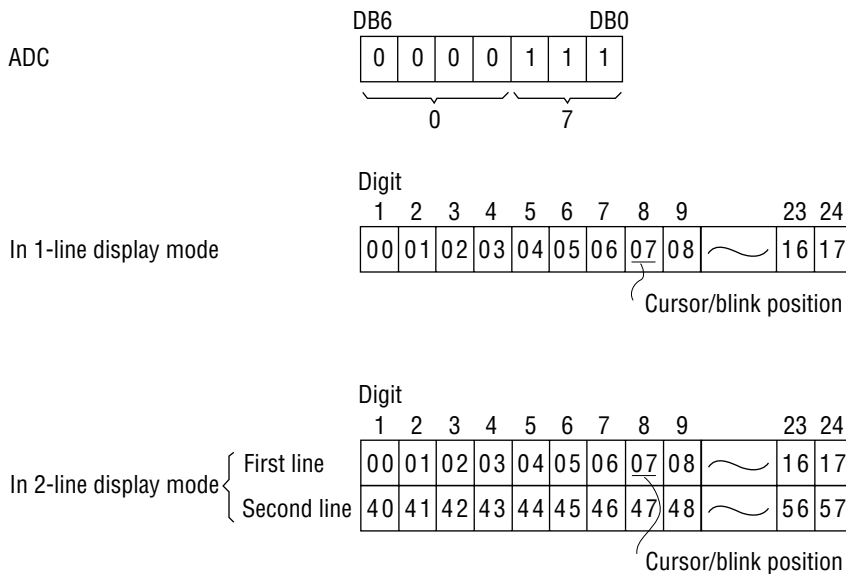 DB6 DB0
ADC 0 0 0 0 1 1 1
0 7
Digit
1 2 3 4 5 6 7 8 9 23 24
In 1-line display mode 00 01 02 03 04 05 06 07 08 16 17
Cursor/blink position
Digit
1 2 3 4 5 6 7 8 9 23 24
First line 00 01 02 03 04 05 06 07 08 16 17
In 2-line display mode
Second line 40 41 42 43 44 45 46 47 48 56 57
Cursor/blink position